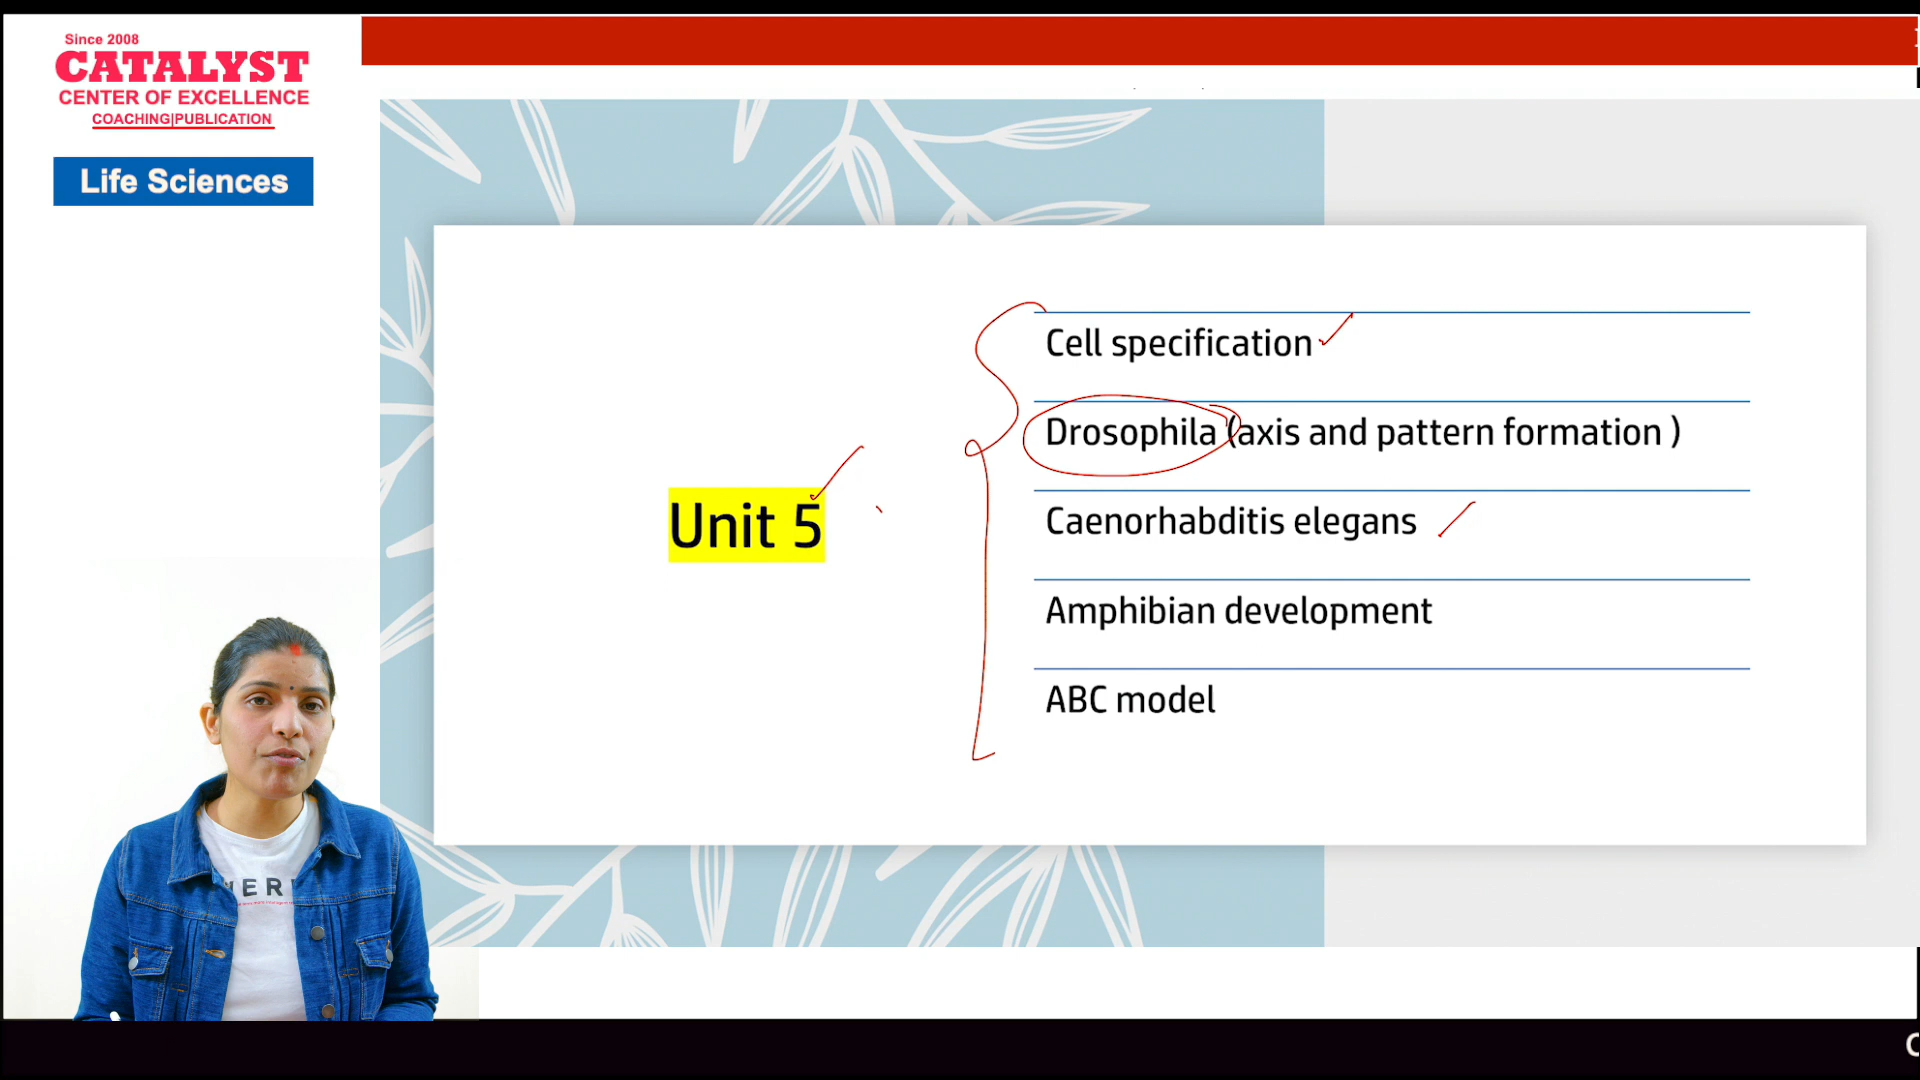 Since 2008
CATALYST
CENTER OF EXCELLENCE
COACHING|PUBLICATION
Life Sciences
Unit 5
Cell specification
Drosophila (axis and pattern formation )
Caenorhabditis elegans
Amphibian development
ABC model